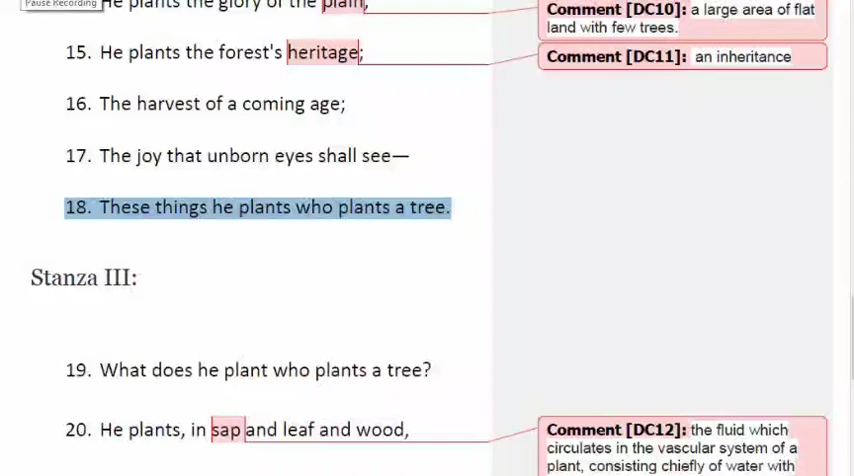 Pause Recording
He plants the glory of the plain,
Comment [DC10]: a large area of flat
land with few trees.
15. He plants the forest's heritage;
Comment [DC11]: an inheritance
16. The harvest of a coming age;
17. The joy that unborn eyes shall see—
18. These things he plants who plants a tree.
Stanza III:
19. What does he plant who plants a tree?
20. He plants, in sap and leaf and wood,
Comment [DC12]: the fluid which
circulates in the vascular system of a
plant, consisting chiefly of water with